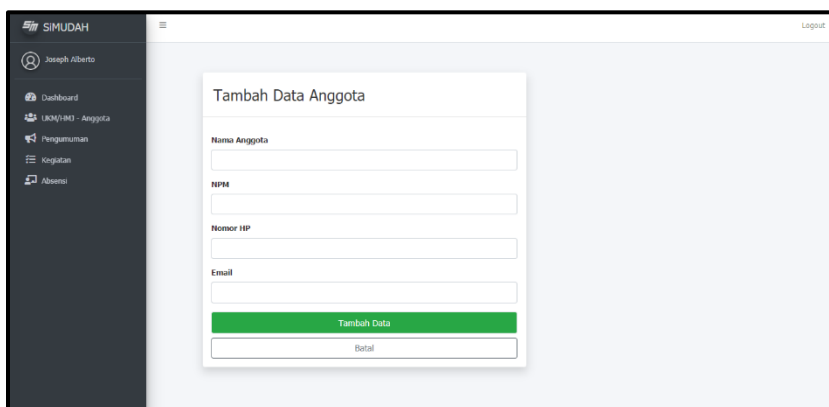 Sim SIMUDAH
Logout
Joseph Alberto
Dashboard
UKM/HMJ - Anggota
Pengumuman
Kegiatan
Absensi
Tambah Data Anggota
Nama Anggota
NPM
Nomor HP
Email
Tambah Data
Batal